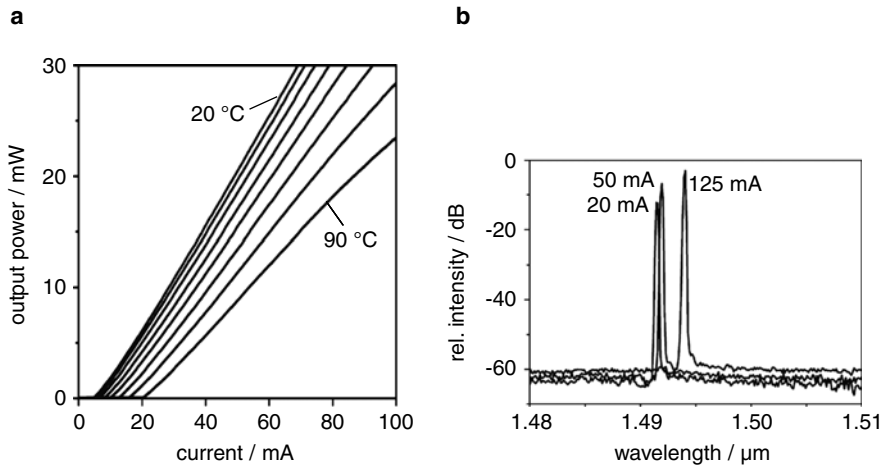 a
30
20
10
0
0
20
40
60
80
100
20 °C
90 °C
output power / mW
current / mA
b
0
-20
-40
-60
1.48
1.49
1.50
1.51
50 mA
20 mA
125 mA
rel. intensity / dB
wavelength / µm